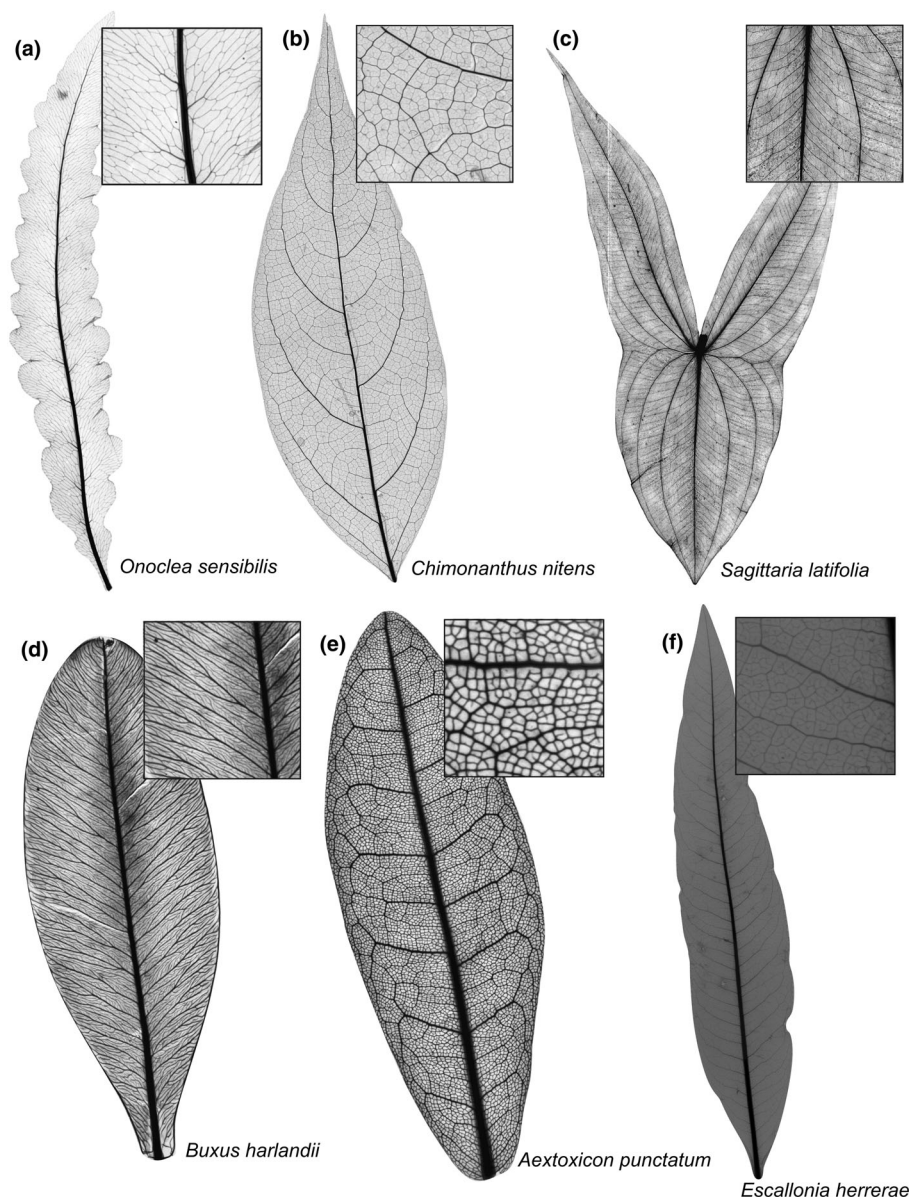 (a)
(b)
(c)
Onoclea sensibilis
Chimonanthus nitens
Sagittaria latifolia
(d)
(e)
(f)
Buxus harlandii
Aextoxicon punctatum
Escallonia herrerae